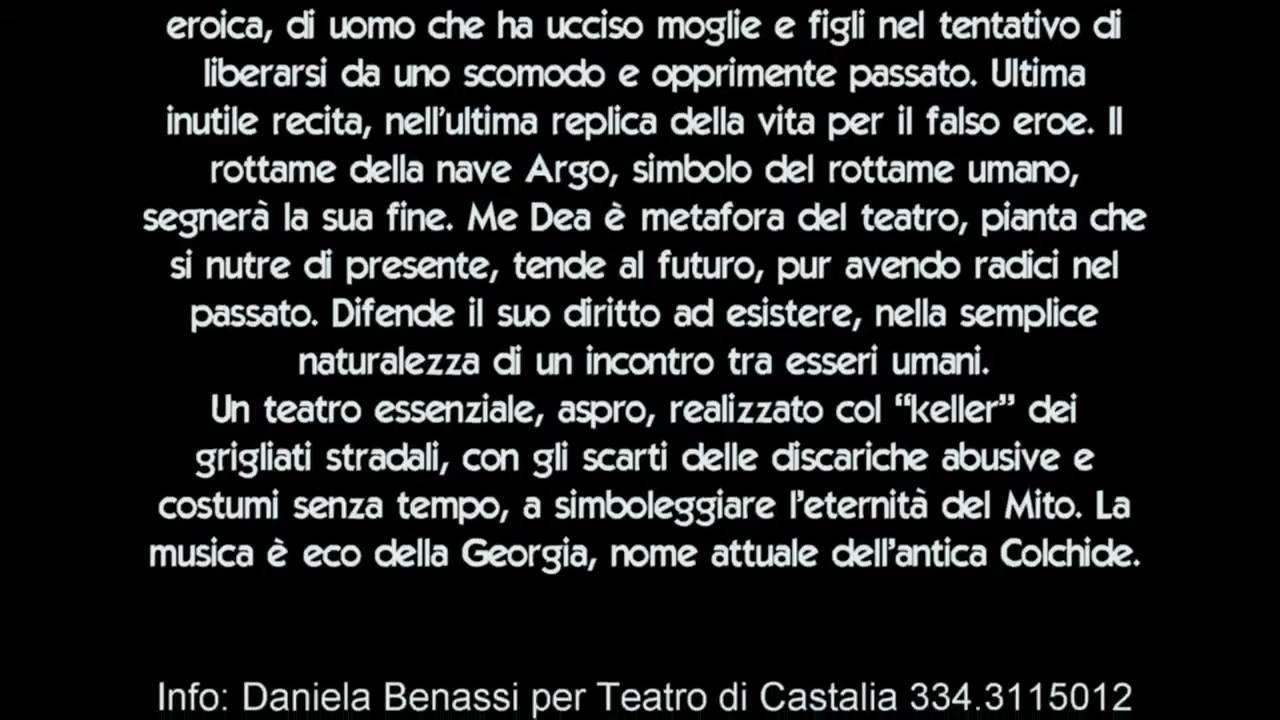 eroica, di uomo che ha ucciso moglie e figli nel tentativo di
liberarsi da uno scomodo e opprimente passato. Ultima
inutile recita, nell'ultima replica della vita per il falso eroe. Il
rottame della nave Argo, simbolo del rottame umano,
segnerà la sua fine. Me Dea è metafora del teatro, pianta che
si nutre di presente, tende al futuro, pur avendo radici nel
passato. Difende il suo diritto ad esistere, nella semplice
naturalezza di un incontro tra esseri umani.
Un teatro essenziale, aspro, realizzato col “keller” dei
grigliati stradali, con gli scarti delle discariche abusive e
costumi senza tempo, a simboleggiare l'eternità del Mito. La
musica è eco della Georgia, nome attuale dell'antica Colchide.
Info: Daniela Benassi per Teatro di Castalia 334.3115012